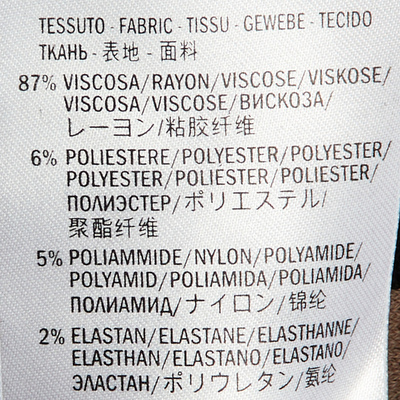 TESSUTO - FABRIC - TISSU - GEWEBE - TECIDO
ТКАНЬ - 表地 - 面料
87% VISCOSA/RAYON/VISCOSE/VISKOSE/
VISCOSA/VISCOSE/ВИСКОЗА/
レーヨン/粘胶纤维
6% POLIESTERE/POLYESTER/POLYESTER/
POLYESTER/POLIESTER/POLIESTER/
ПОЛИЭСТЕР/ポリエステル/
聚酯纤维
5% POLIAMMIDE/NYLON/POLYAMIDE/
POLYAMID/POLIAMIDA/POLIAMIDA/
ПОЛИАМИД/ナイロン/锦纶
2% ELASTAN/ELASTANE/ELASTHANNE/
ELASTHAN/ELASTANO/ELASTANO/
ЭЛАСТАН/ポリウレタン/氨纶